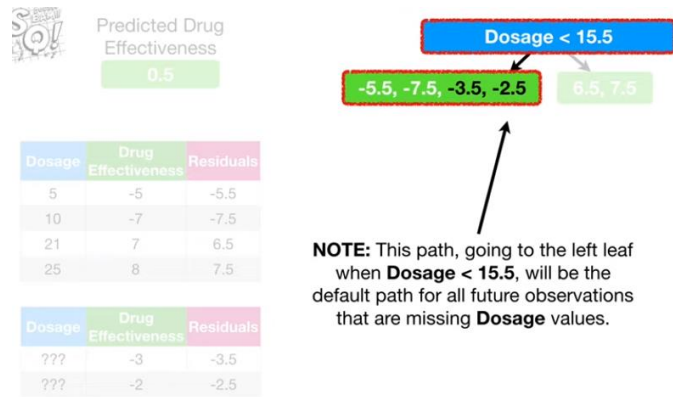 Predicted Drug
Effectiveness
0.5
Dosage < 15.5
-5.5, -7.5, -3.5, -2.5
6.5, 7.5
Dosage Drug Effectiveness Residuals
5 -5 -5.5
10 -7 -7.5
21 7 6.5
25 8 7.5
NOTE: This path, going to the left leaf
when Dosage < 15.5, will be the
default path for all future observations
that are missing Dosage values.
Dosage Drug Effectiveness Residuals
??? -3 -3.5
??? -2 -2.5